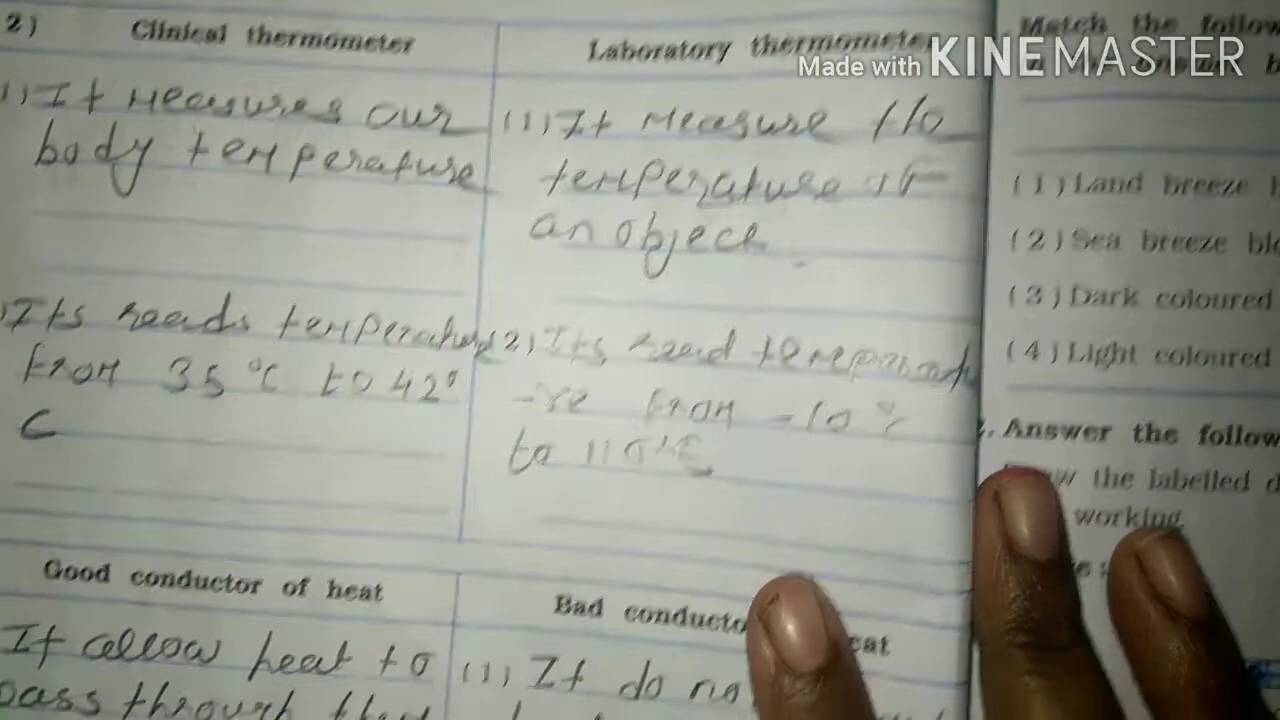 2)
Clinical thermometer
1) It measures our
body temperature
Its reads temperature
from 35 °C to 42°
C
Laboratory thermometer
(1) It measure the
temperature of
an object.
2) Its read temperat
-re from -10 °C
to 110°C
Good conductor of heat
It allow heat to
pass through
Bad conducto
eat
(1) It do no
Match the follow
(1) Land breeze
(2) Sea breeze blo
(3) Dark coloured
(4) Light coloured
Answer the follow
the labelled d
working.
Made with KINEMASTER